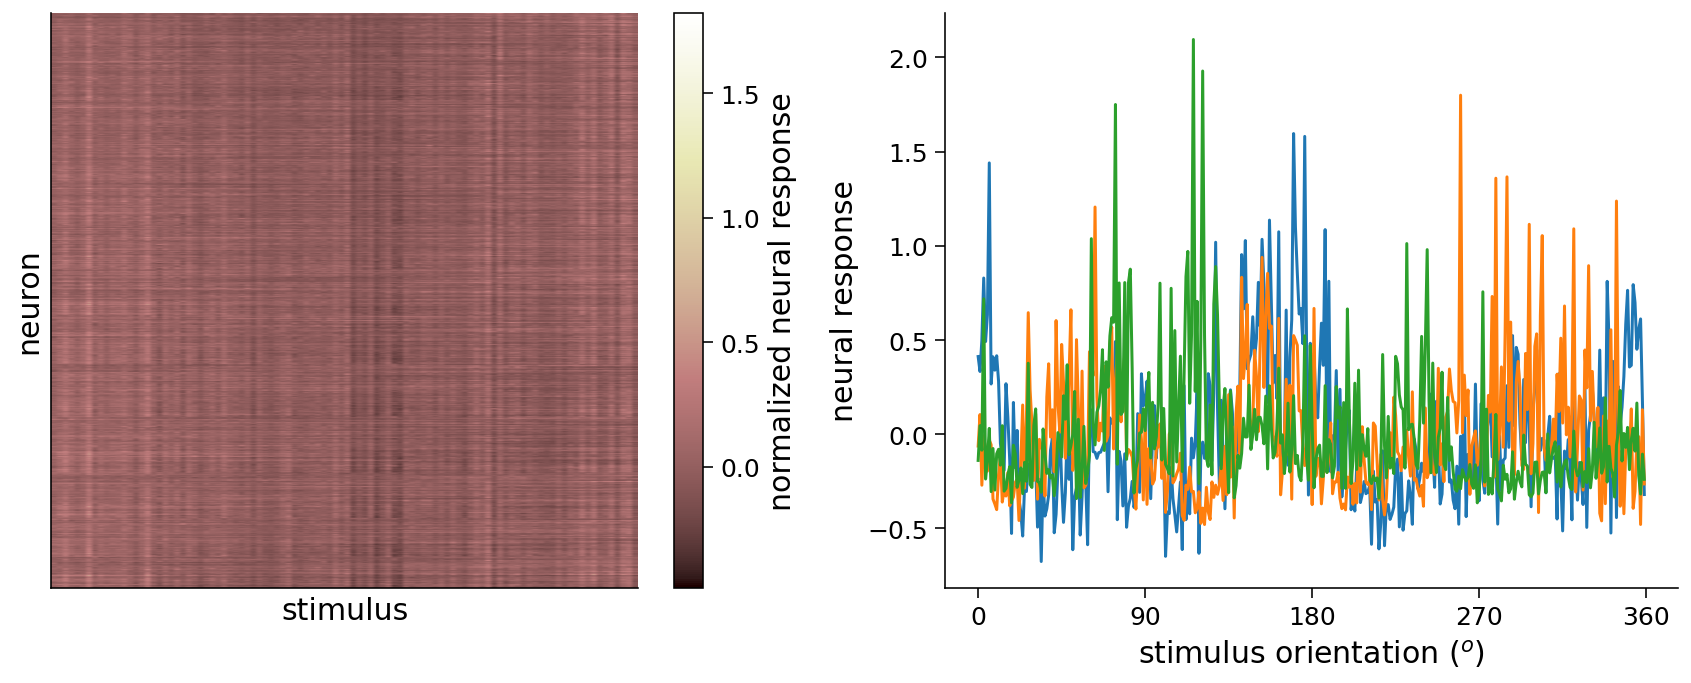 neuron
stimulus
1.5
1.0
0.5
0.0
normalized neural response
neural response
2.0
1.5
1.0
0.5
0.0
−0.5
0 90 180 270 360
stimulus orientation (o)